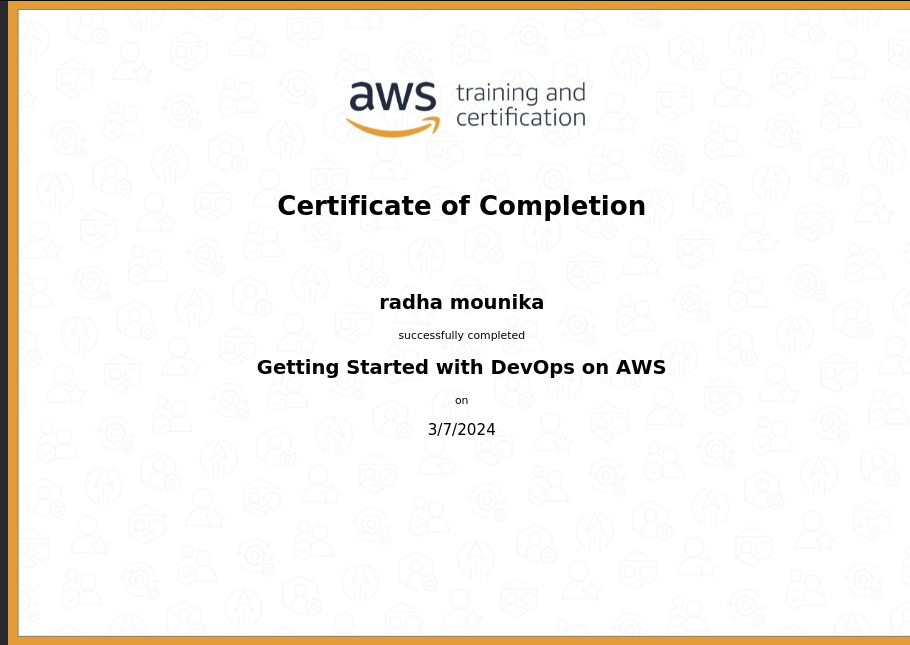 aws training and
certification
Certificate of Completion
radha mounika
successfully completed
Getting Started with DevOps on AWS
on
3/7/2024